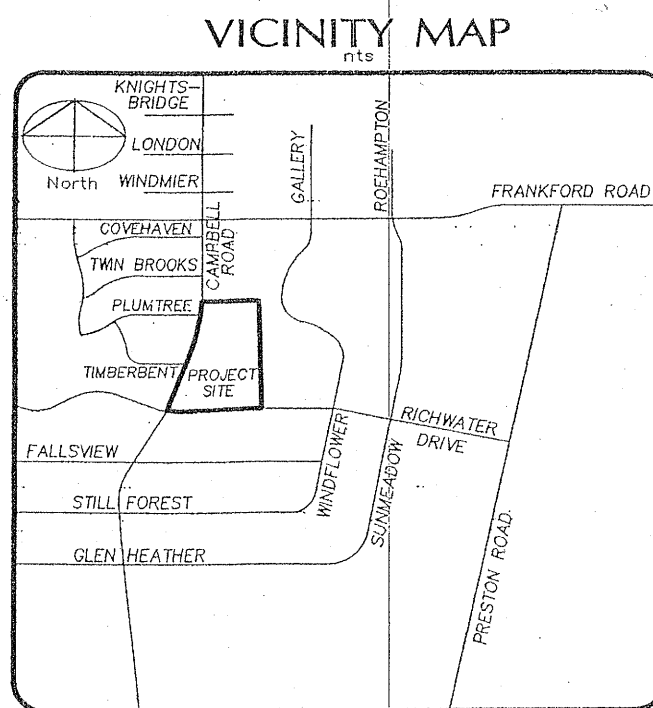 VICINITY MAP
nts
KNIGHTS-
BRIDGE
LONDON
WINDMIER
North
GALLERY
ROEHAMPTON
FRANKFORD ROAD
CAMPBELL
ROAD
COVEHAVEN
TWIN BROOKS
PLUMTREE
TIMBERBENT
PROJECT
SITE
RICHWATER
DRIVE
FALLSVIEW
WINDFLOWER
SUNMEADOW
STILL FOREST
GLEN HEATHER
PRESTON ROAD.